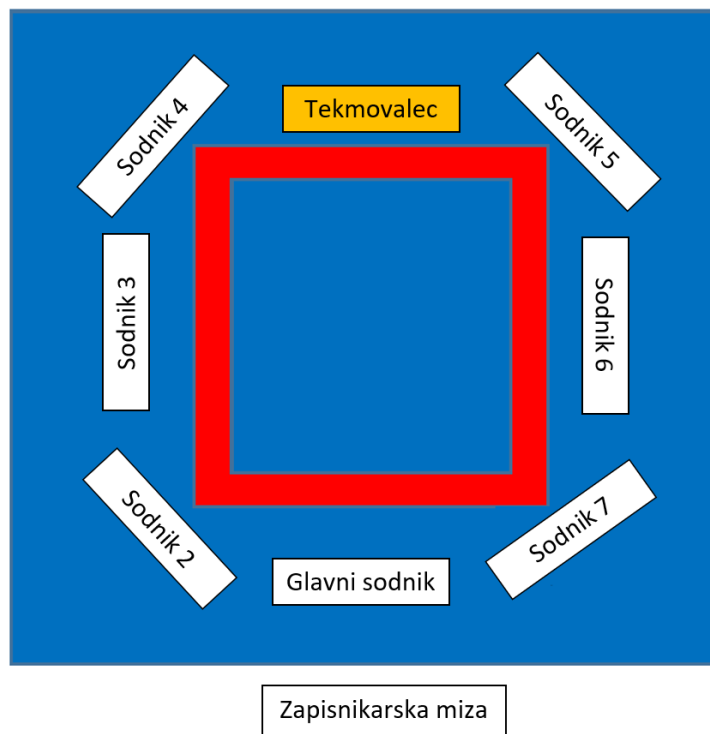 Sodnik 4
Tekmovalec
Sodnik 5
Sodnik 3
Sodnik 6
Sodnik 2
Glavni sodnik
Sodnik 7
Zapisnikarska miza